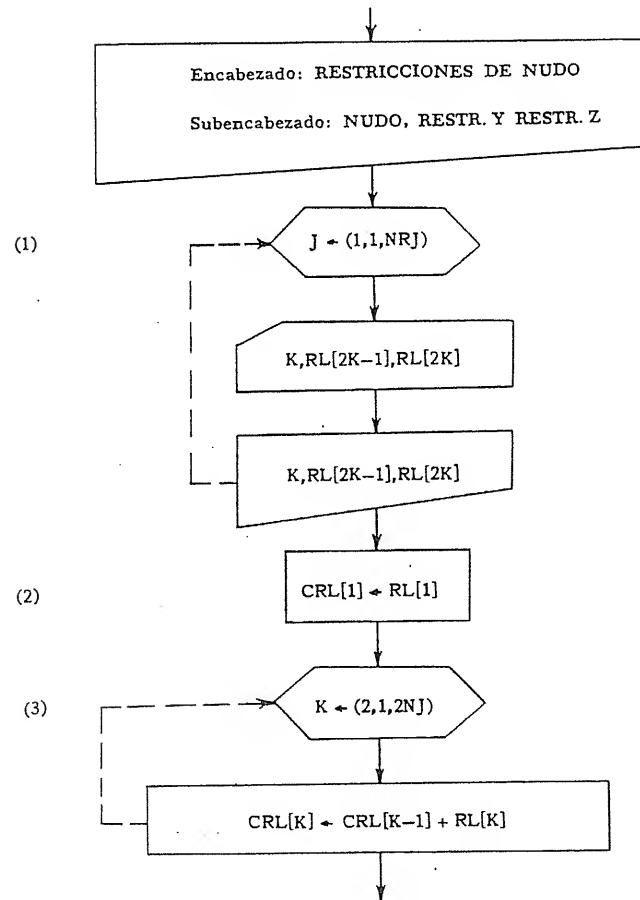 Encabezado: RESTRICCIONES DE NUDO
Subencabezado: NUDO, RESTR. Y RESTR. Z
(1)
J ← (1,1,NRJ)
K,RL[2K−1],RL[2K]
K,RL[2K−1],RL[2K]
(2)
CRL[1] ← RL[1]
(3)
K ← (2,1,2NJ)
CRL[K] ← CRL[K−1] + RL[K]